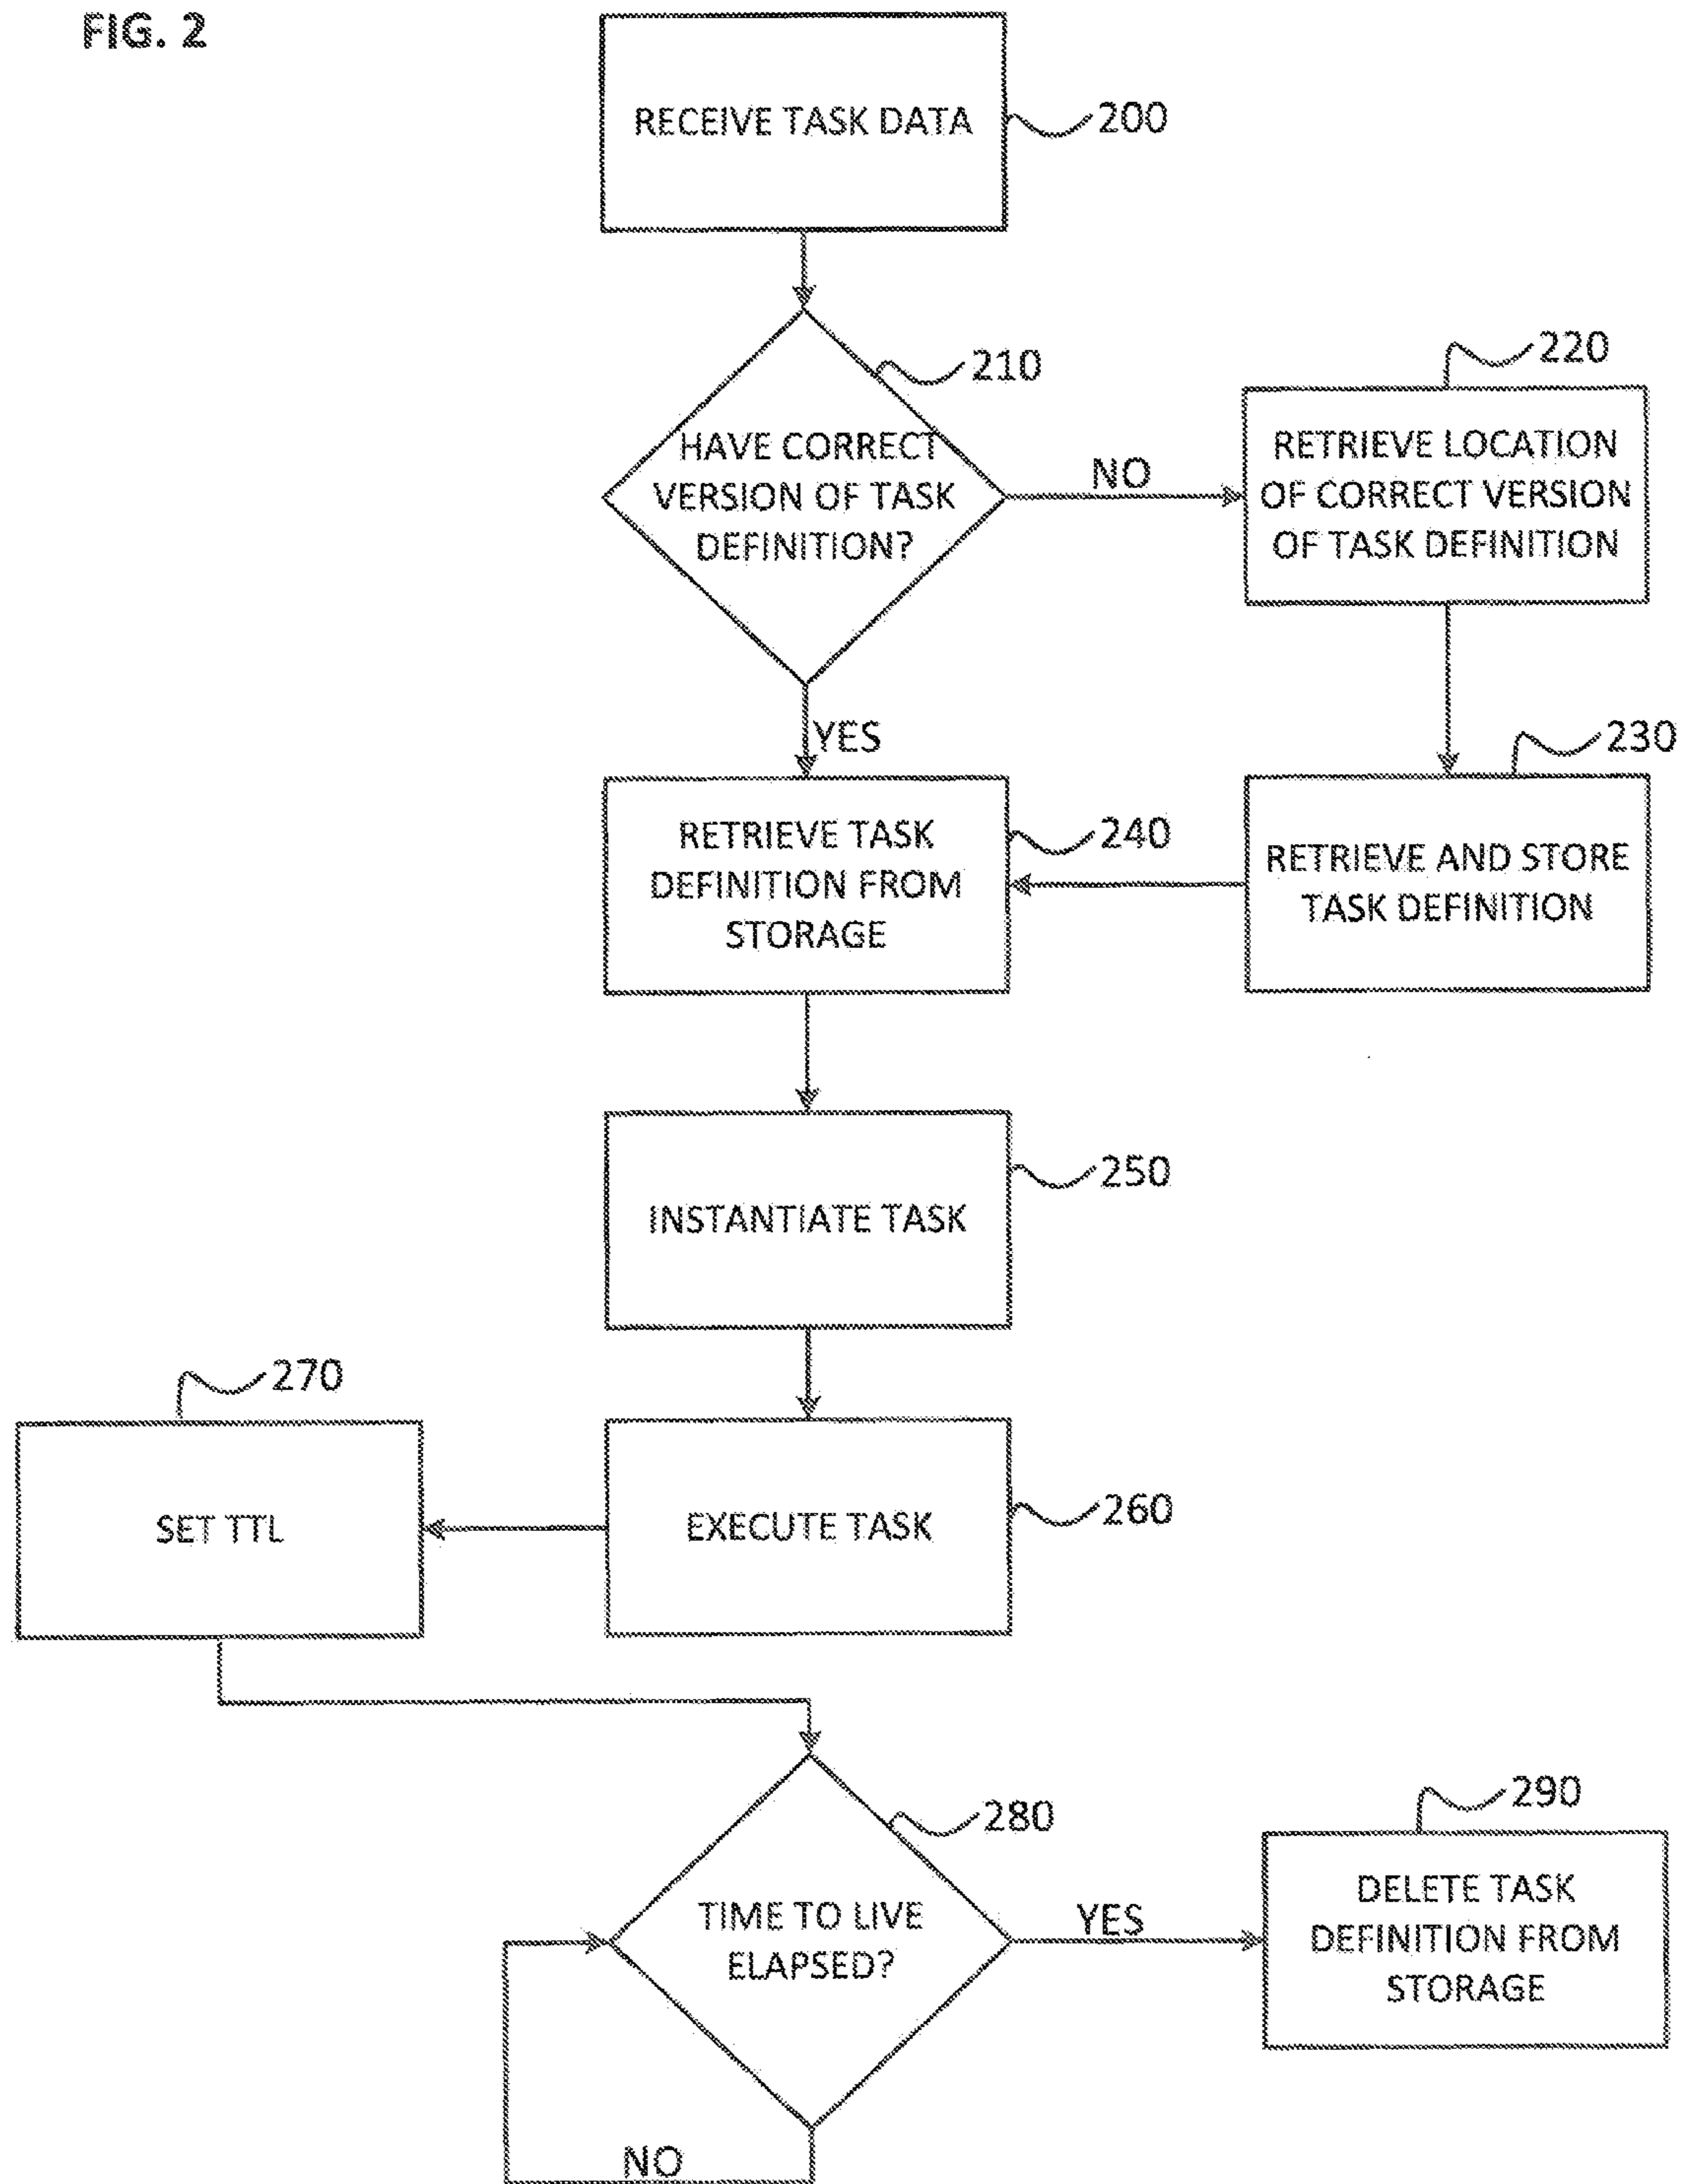 FIG. 2
RECEIVE TASK DATA
200
210
HAVE CORRECT
VERSION OF TASK
DEFINITION?
NO
220
RETRIEVE LOCATION
OF CORRECT VERSION
OF TASK DEFINITION
YES
230
RETRIEVE AND STORE
TASK DEFINITION
240
RETRIEVE TASK
DEFINITION FROM
STORAGE
250
INSTANTIATE TASK
260
EXECUTE TASK
270
SET TTL
280
TIME TO LIVE
ELAPSED?
NO
YES
290
DELETE TASK
DEFINITION FROM
STORAGE